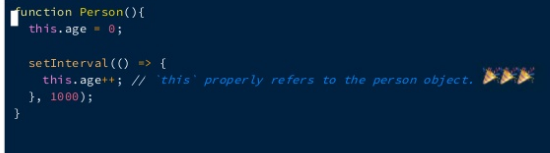 function Person(){
  this.age = 0;
  setInterval(() => {
    this.age++; // `this` properly refers to the person object. 🎉🎉🎉
  }, 1000);
}